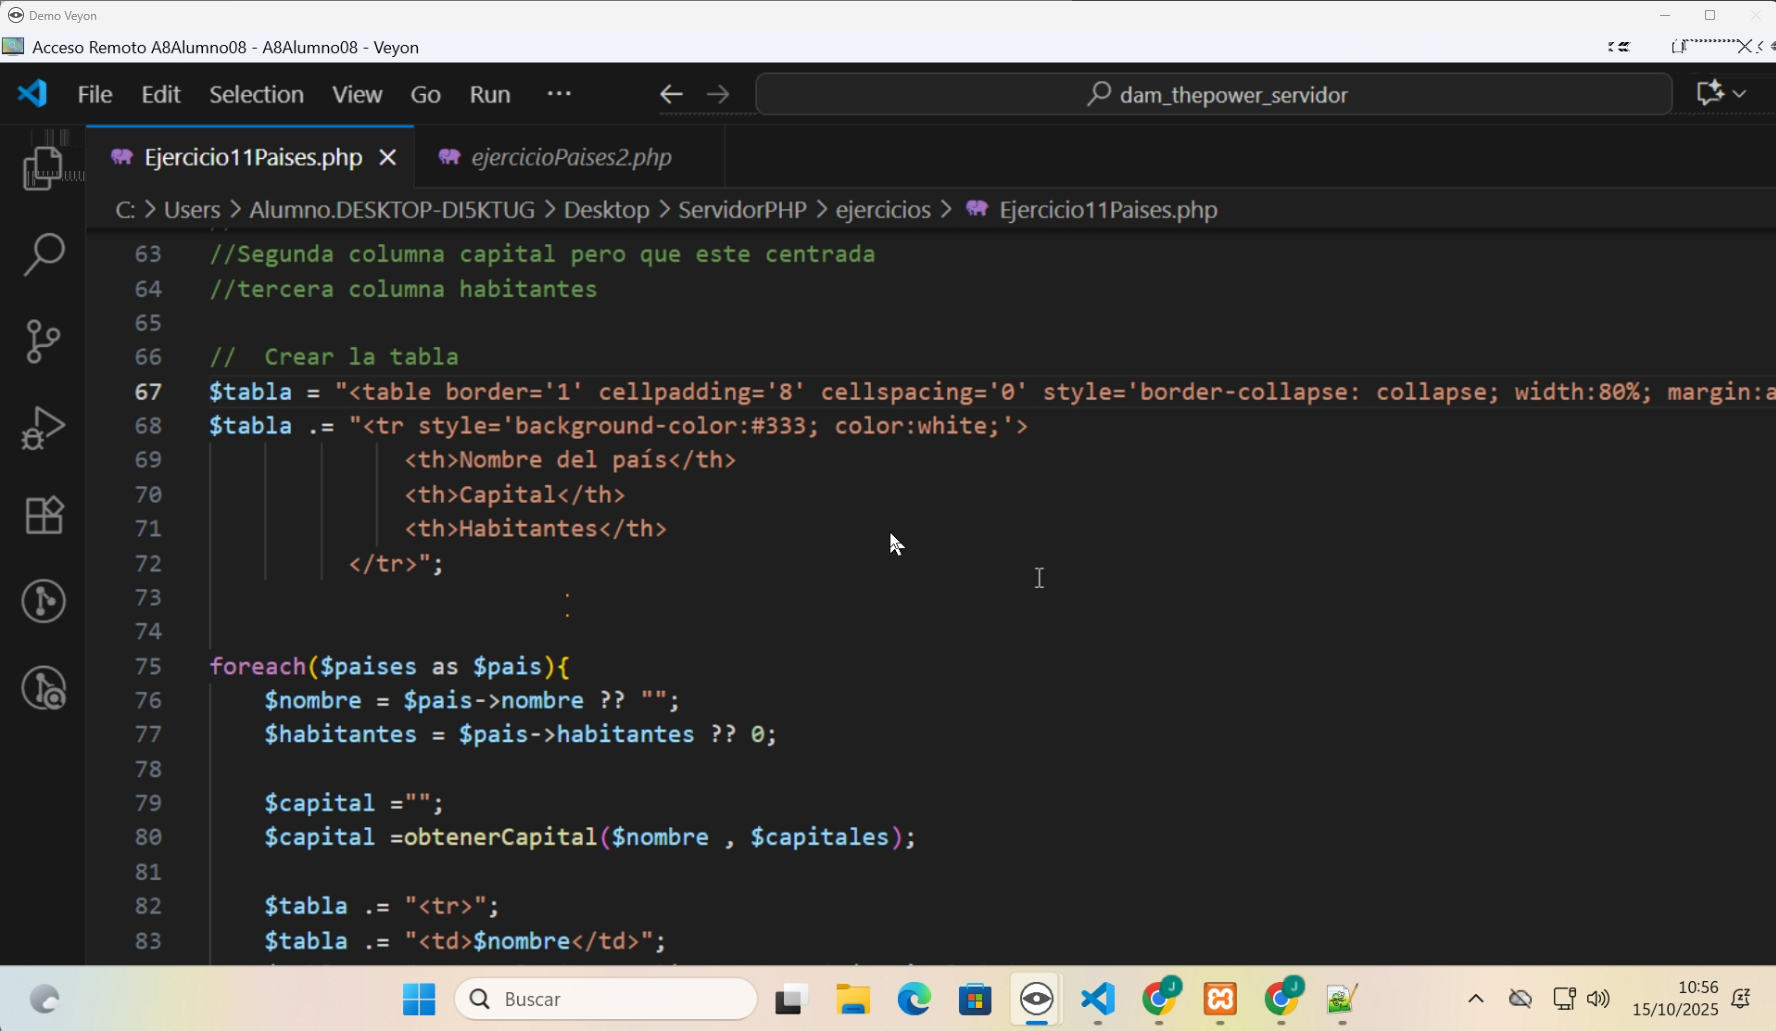 Demo Veyon
Acceso Remoto A8Alumno08 - A8Alumno08 - Veyon
File Edit Selection View Go Run ··· dam_thepower_servidor
Ejercicio11Paises.php ejercicioPaises2.php
C: > Users > Alumno.DESKTOP-DI5KTUG > Desktop > ServidorPHP > ejercicios > Ejercicio11Paises.php
63 //Segunda columna capital pero que este centrada
64 //tercera columna habitantes
65
66 // Crear la tabla
67 $tabla = "<table border='1' cellpadding='8' cellspacing='0' style='border-collapse: collapse; width:80%; margin:a
68 $tabla .= "<tr style='background-color:#333; color:white;'>
69 <th>Nombre del país</th>
70 <th>Capital</th>
71 <th>Habitantes</th>
72 </tr>";
73
74
75 foreach($paises as $pais){
76 $nombre = $pais->nombre ?? "";
77 $habitantes = $pais->habitantes ?? 0;
78
79 $capital ="";
80 $capital =obtenerCapital($nombre , $capitales);
81
82 $tabla .= "<tr>";
83 $tabla .= "<td>$nombre</td>";
Buscar
10:56
15/10/2025